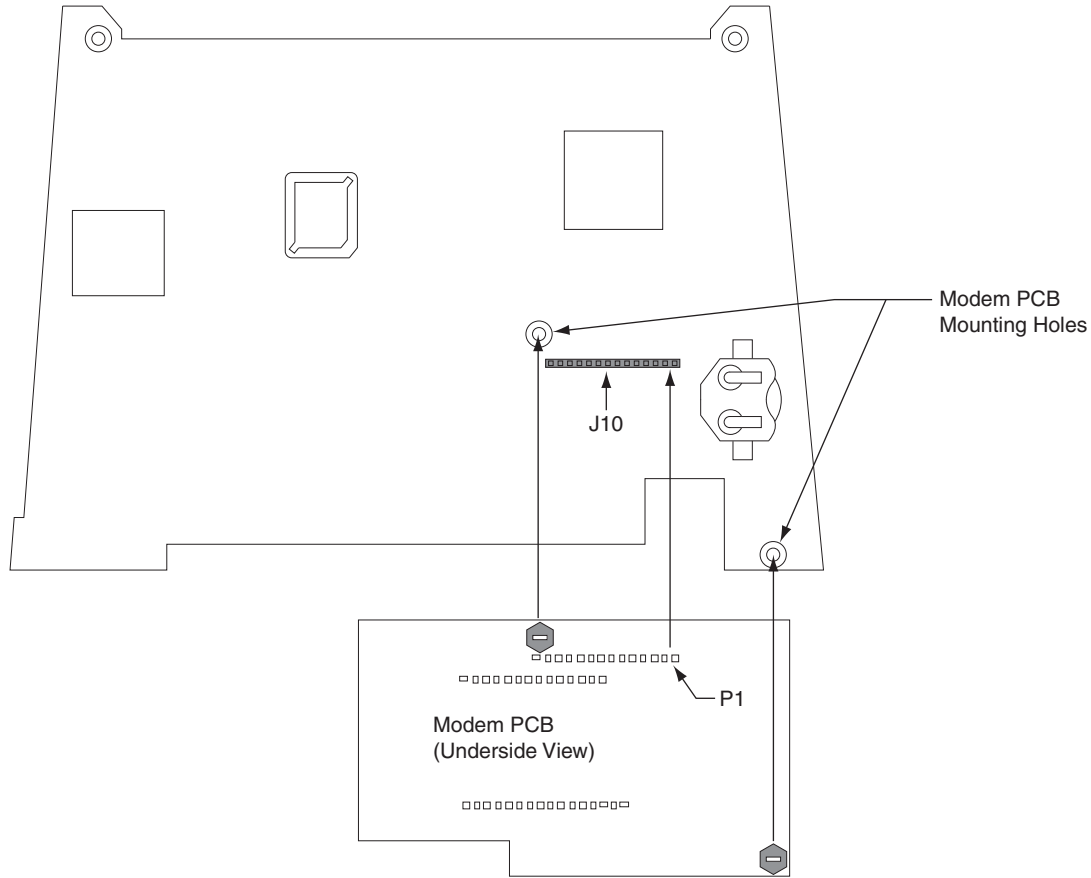 Modem PCB
Mounting Holes
J10
P1
Modem PCB
(Underside View)